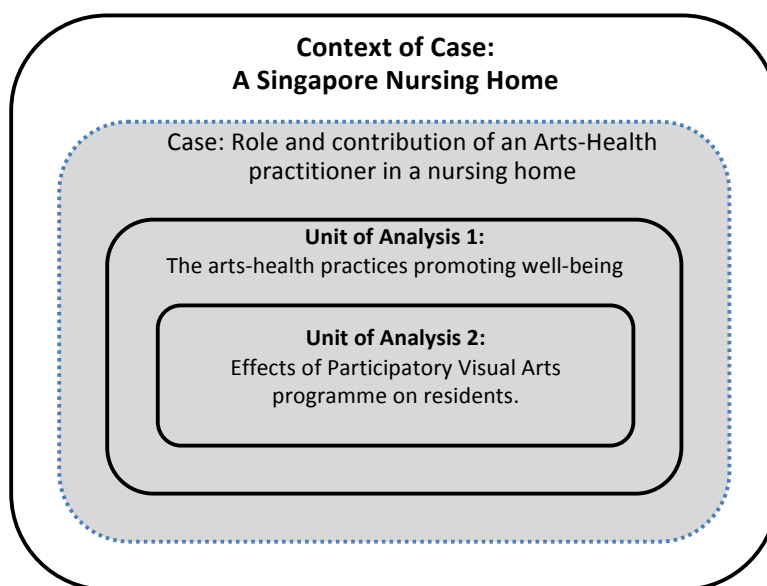 Context of Case:
A Singapore Nursing Home
Case: Role and contribution of an Arts-Health
practitioner in a nursing home
Unit of Analysis 1:
The arts-health practices promoting well-being
Unit of Analysis 2:
Effects of Participatory Visual Arts
programme on residents.